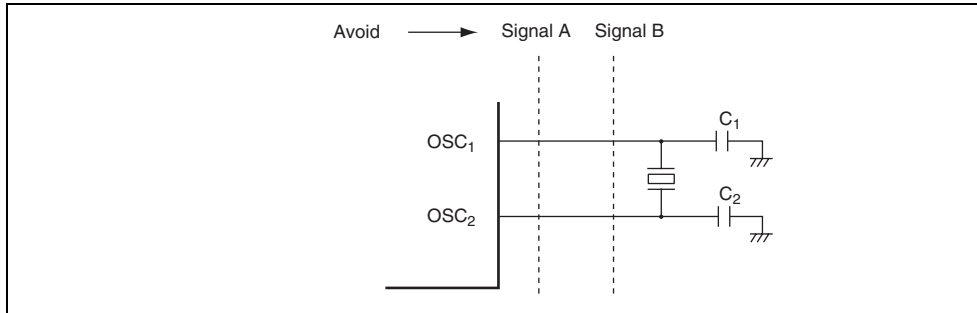 Avoid Signal A Signal B
C₁
OSC₁
C₂
OSC₂